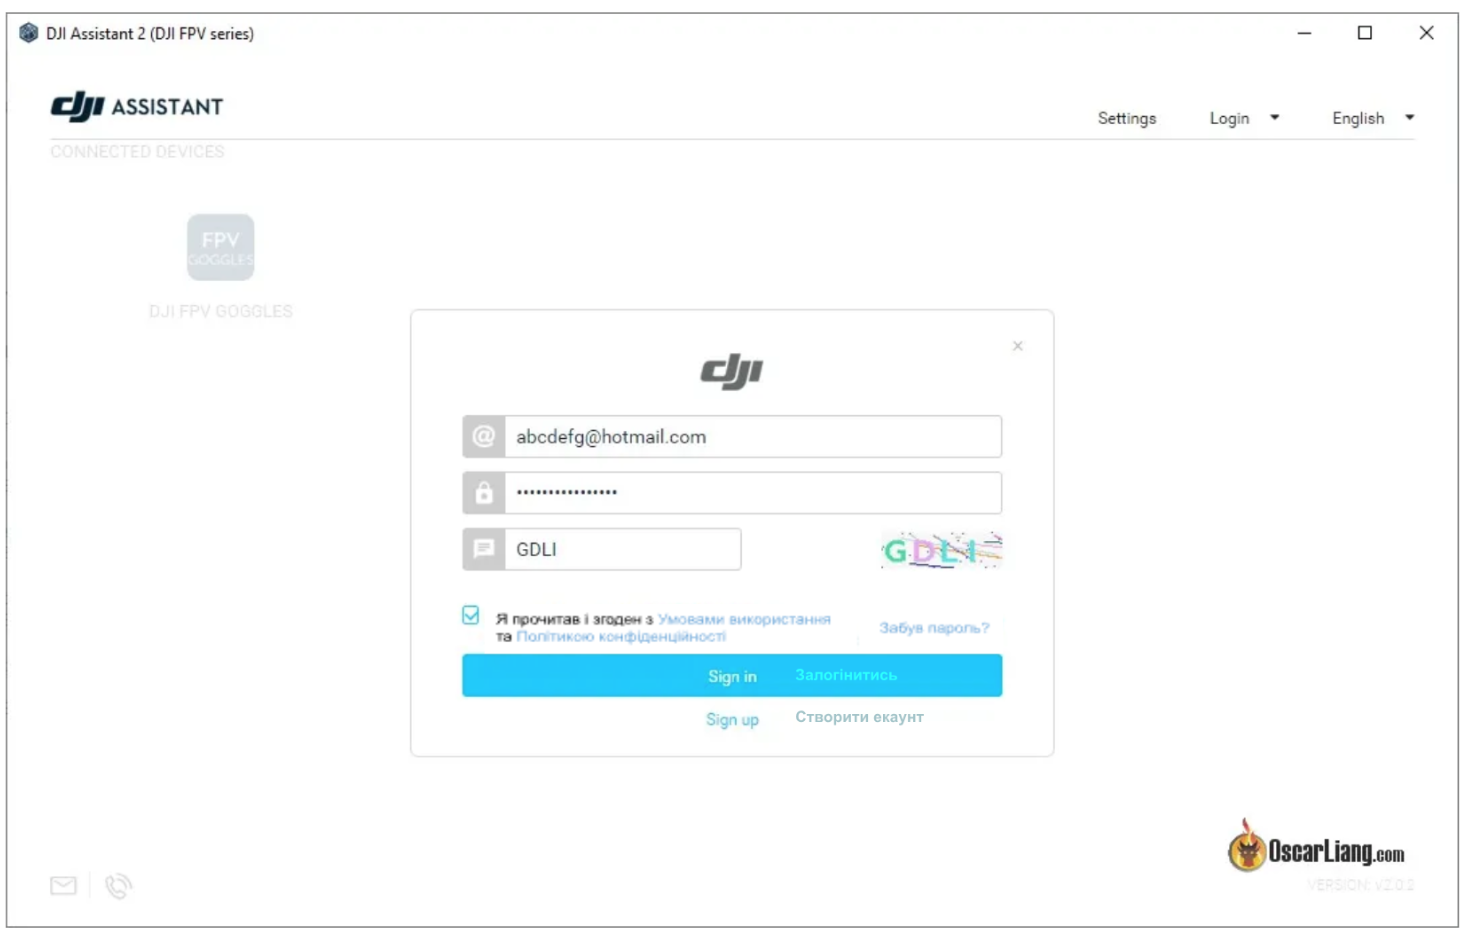 DJI Assistant 2 (DJI FPV series)
dji ASSISTANT
Settings Login English
CONNECTED DEVICES
FPV
GOGGLES
DJI FPV GOGGLES
dji
@ abcdefg@hotmail.com
••••••••••••••••
GDLI
GDLI
Я прочитав і згоден з Умовами використання
та Політикою конфіденційності
Забув пароль?
Sign in Залогінитись
Sign up Створити екаунт
OscarLiang.com
VERSION: v2.0.2